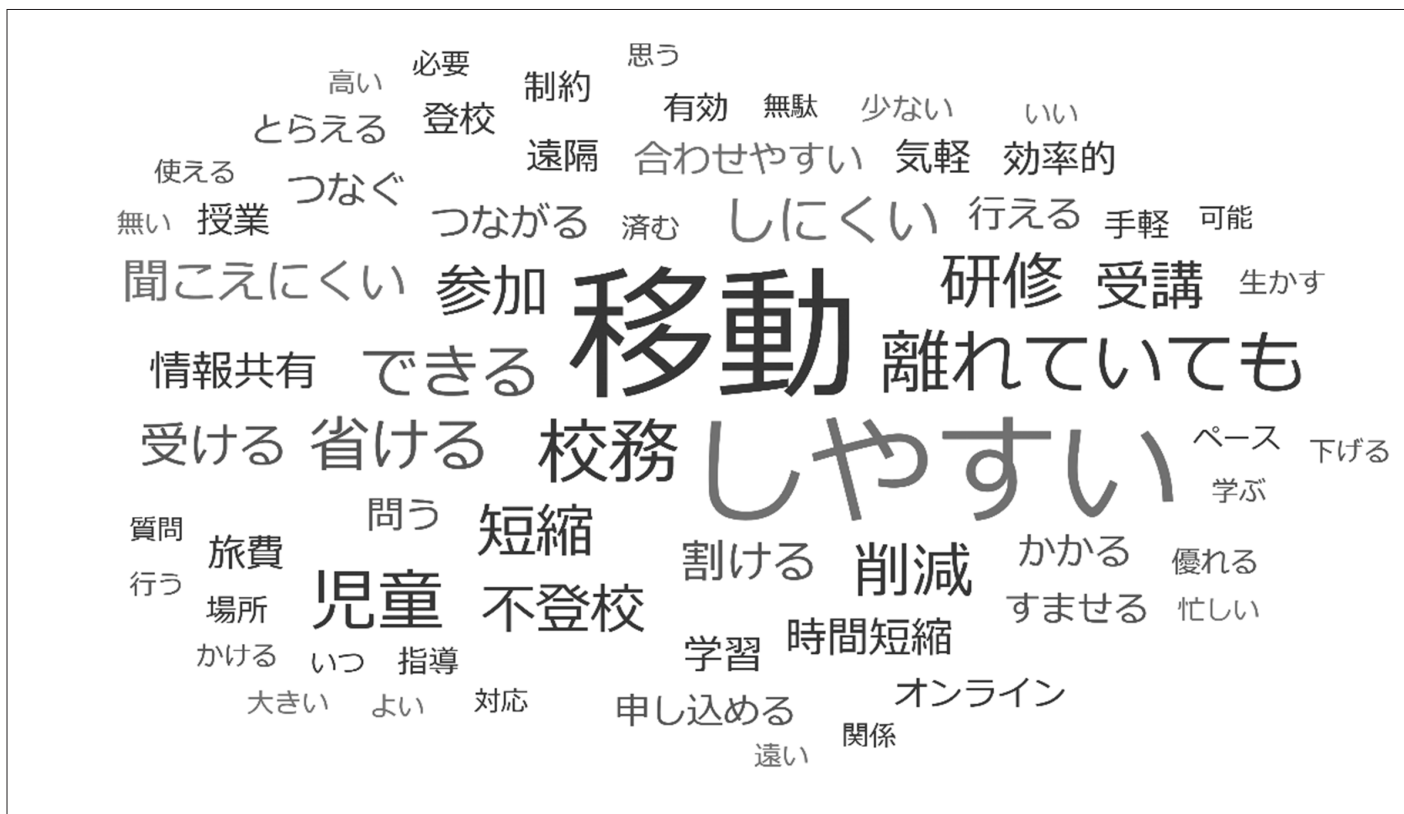 思う
必要
高い
制約
有効
無駄
少ない
いい
登校
とらえる
遠隔
合わせやすい
気軽
効率的
使える
つなぐ
無い
授業
つながる
済む
しにくい
行える
手軽
可能
聞こえにくい
参加
移動
研修
受講
生かす
情報共有
できる
離れていても
受ける
省ける
校務
しやすい
ペース
下げる
学ぶ
質問
問う
短縮
旅費
割ける
削減
かかる
優れる
行う
場所
児童
不登校
すませる
忙しい
かける
いつ
指導
学習
時間短縮
大きい
よい
対応
申し込める
オンライン
関係
遠い